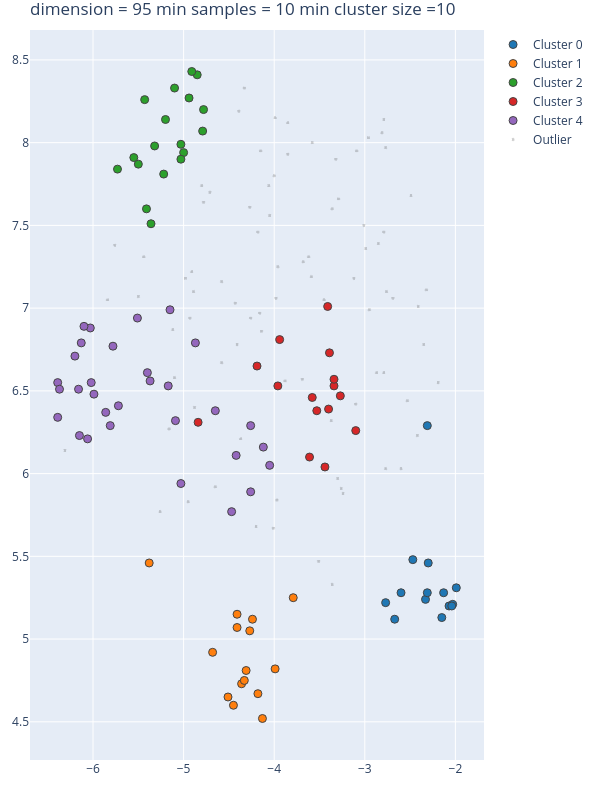 dimension = 95 min samples = 10 min cluster size =10
8.5
8
7.5
7
6.5
6
5.5
5
4.5
−6
−5
−4
−3
−2
Cluster 0
Cluster 1
Cluster 2
Cluster 3
Cluster 4
Outlier